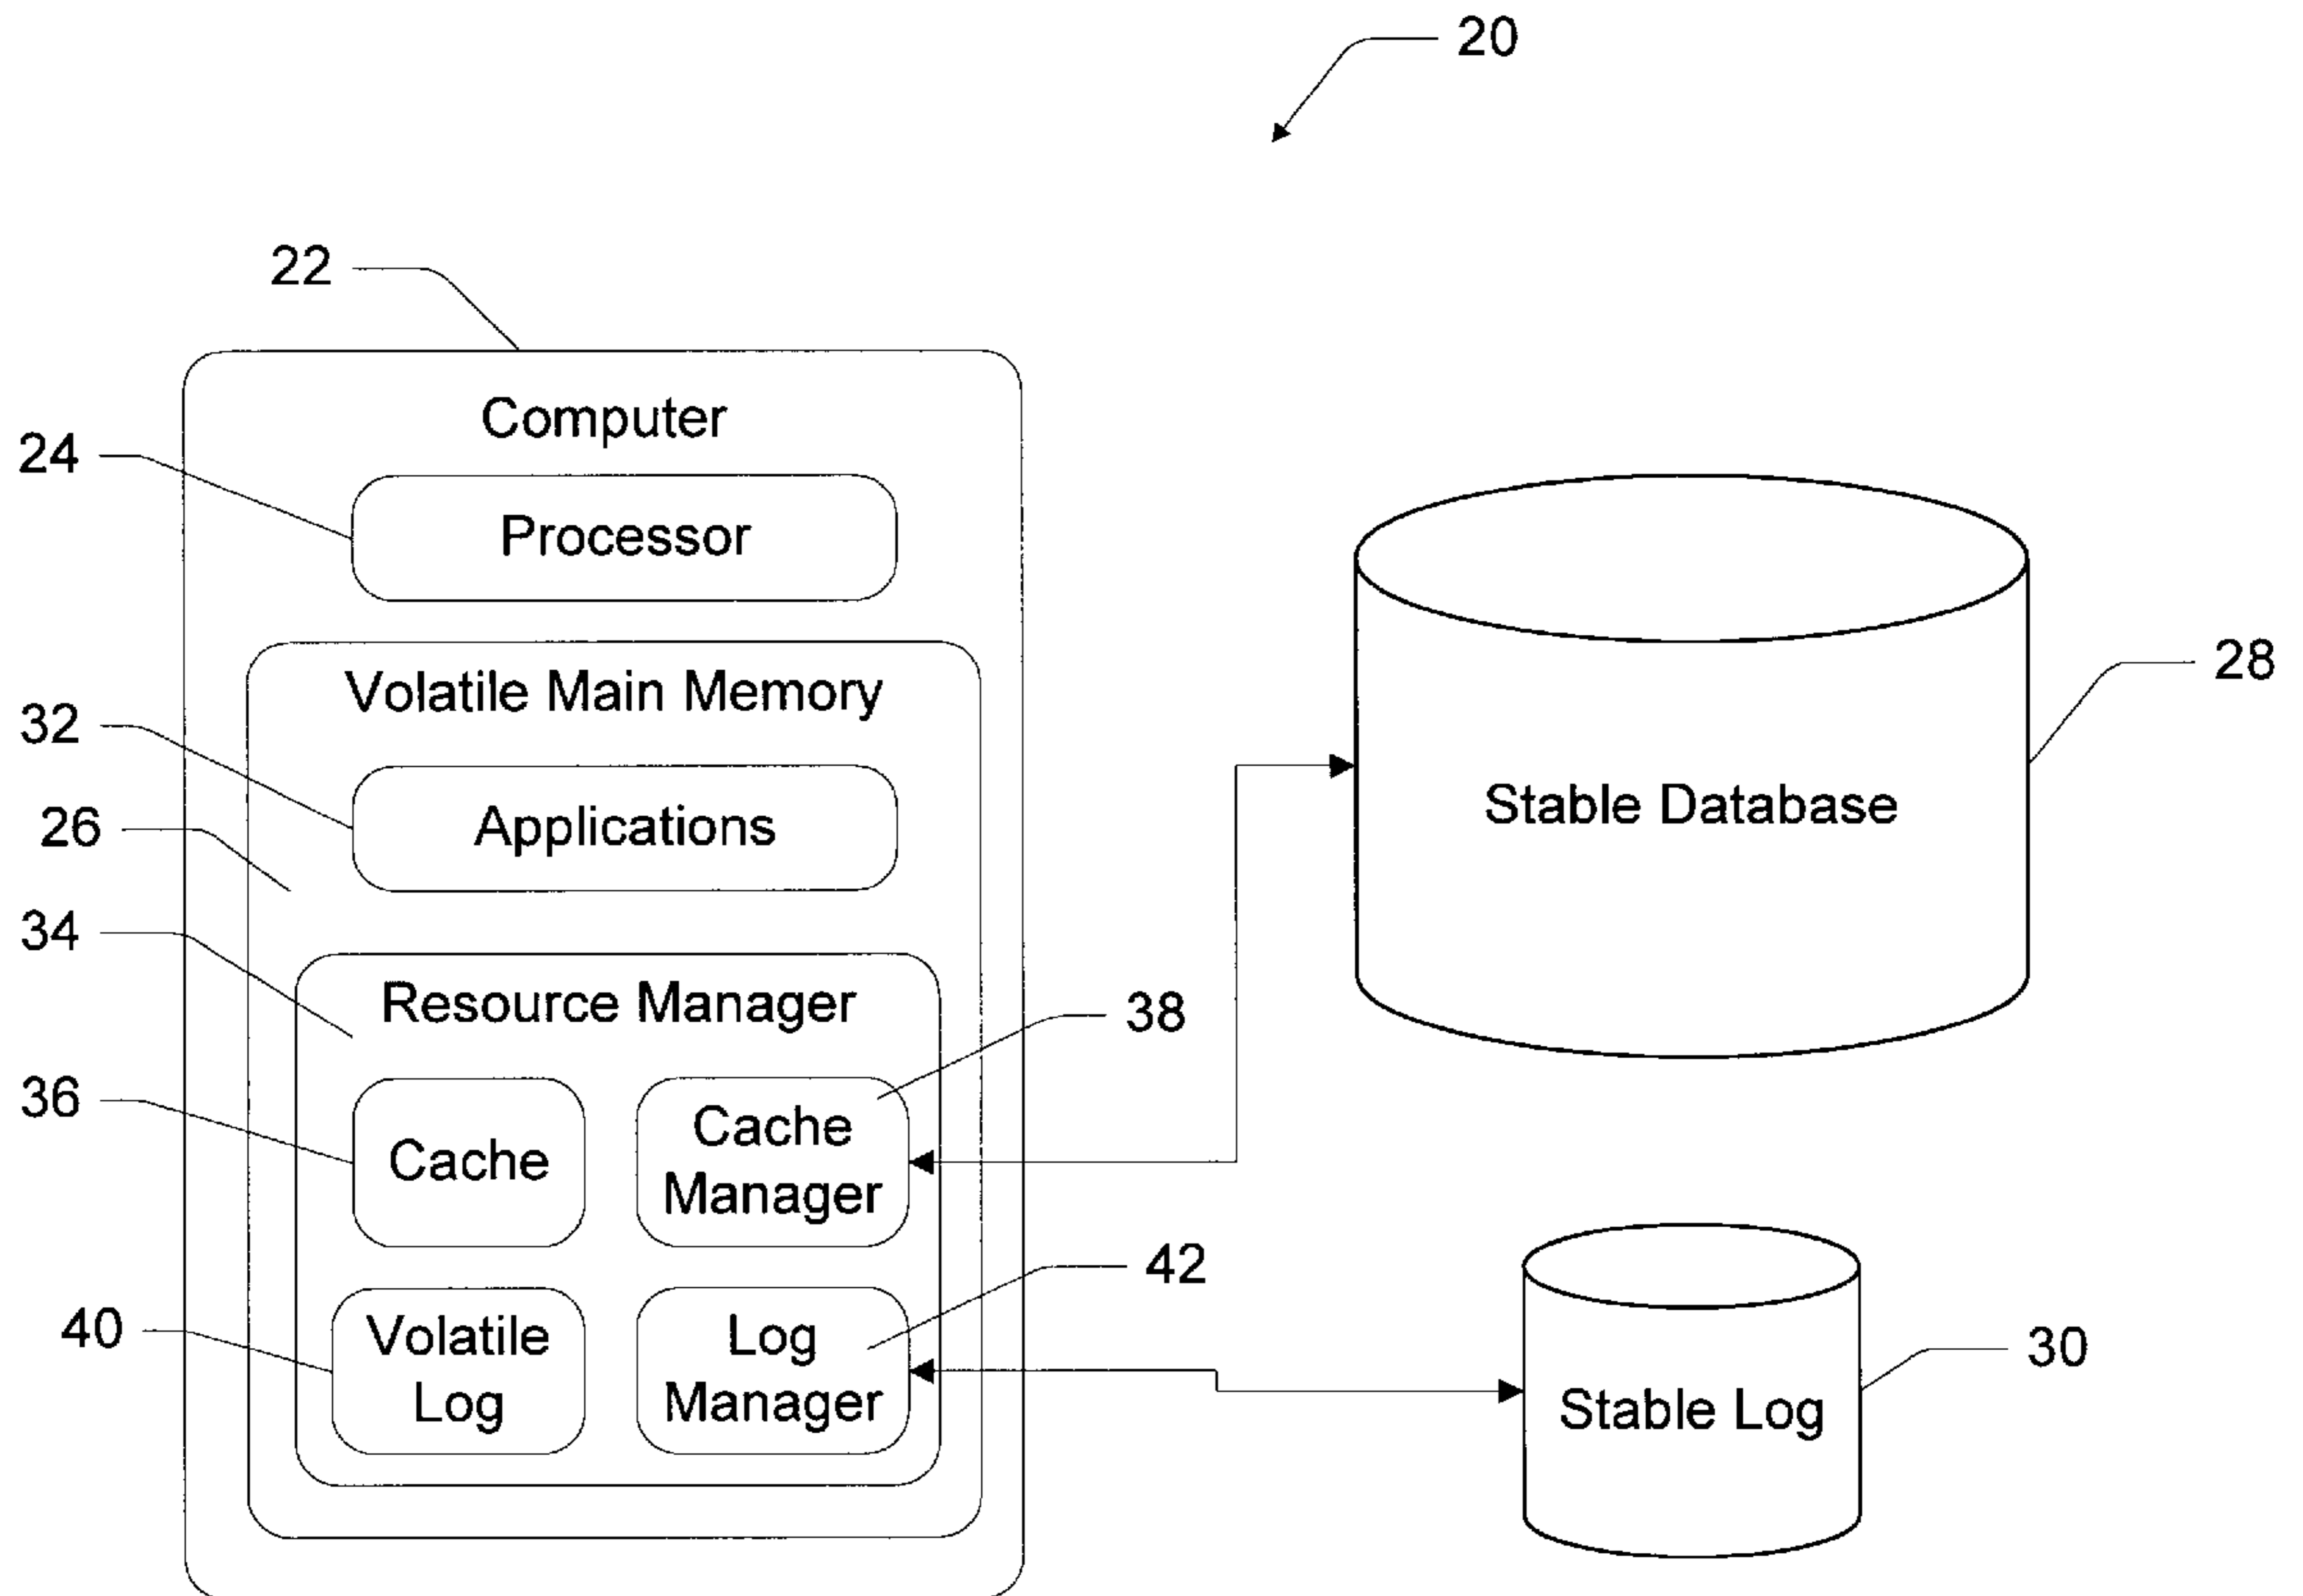 20
22
Computer
24
Processor
Volatile Main Memory
28
32
Applications
Stable Database
26
34
Resource Manager
38
36
Cache
Cache
Manager
42
40
Volatile
Log
Log
Manager
30
Stable Log